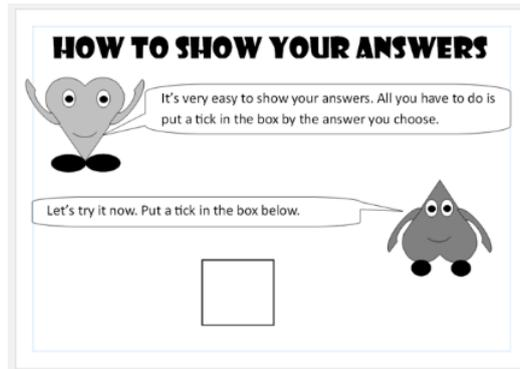 HOW TO SHOW YOUR ANSWERS
It's very easy to show your answers. All you have to do is
put a tick in the box by the answer you choose.
Let's try it now. Put a tick in the box below.